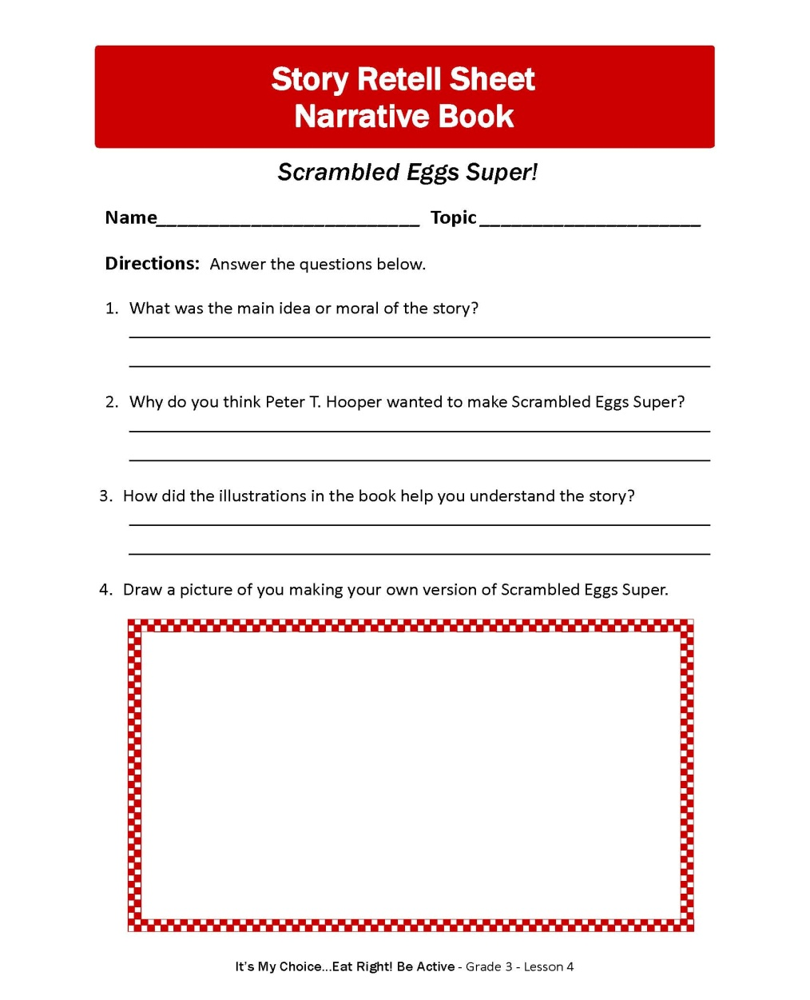 Story Retell Sheet
Narrative Book
Scrambled Eggs Super!
Name_________________________ Topic_____________________
Directions: Answer the questions below.
1. What was the main idea or moral of the story?
2. Why do you think Peter T. Hooper wanted to make Scrambled Eggs Super?
3. How did the illustrations in the book help you understand the story?
4. Draw a picture of you making your own version of Scrambled Eggs Super.
It's My Choice...Eat Right! Be Active - Grade 3 - Lesson 4